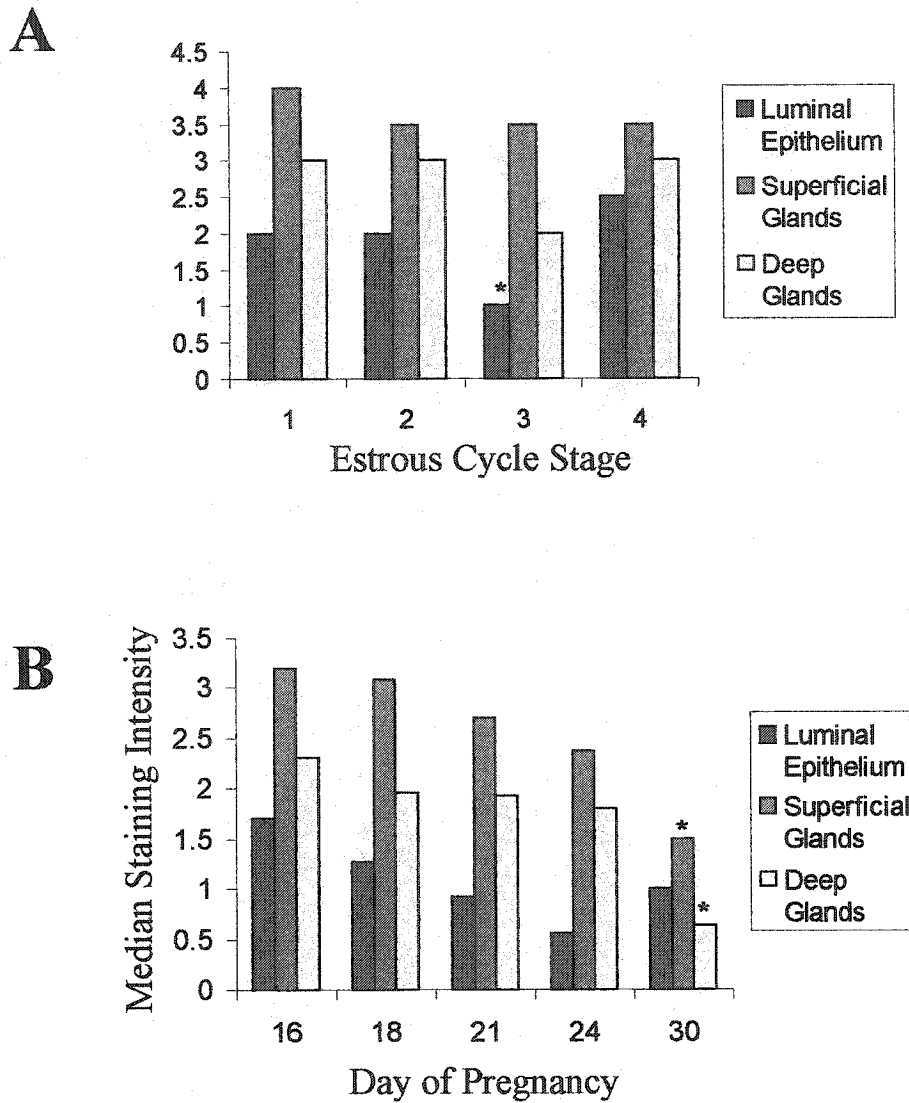 A
4.5
4
3.5
3
2.5
2
1.5
1
0.5
0
*
1 2 3 4
Estrous Cycle Stage
Luminal
Epithelium
Superficial
Glands
Deep
Glands
B
Median Staining Intensity
3.5
3
2.5
2
1.5
1
0.5
0
*
*
16 18 21 24 30
Day of Pregnancy
Luminal
Epithelium
Superficial
Glands
Deep
Glands